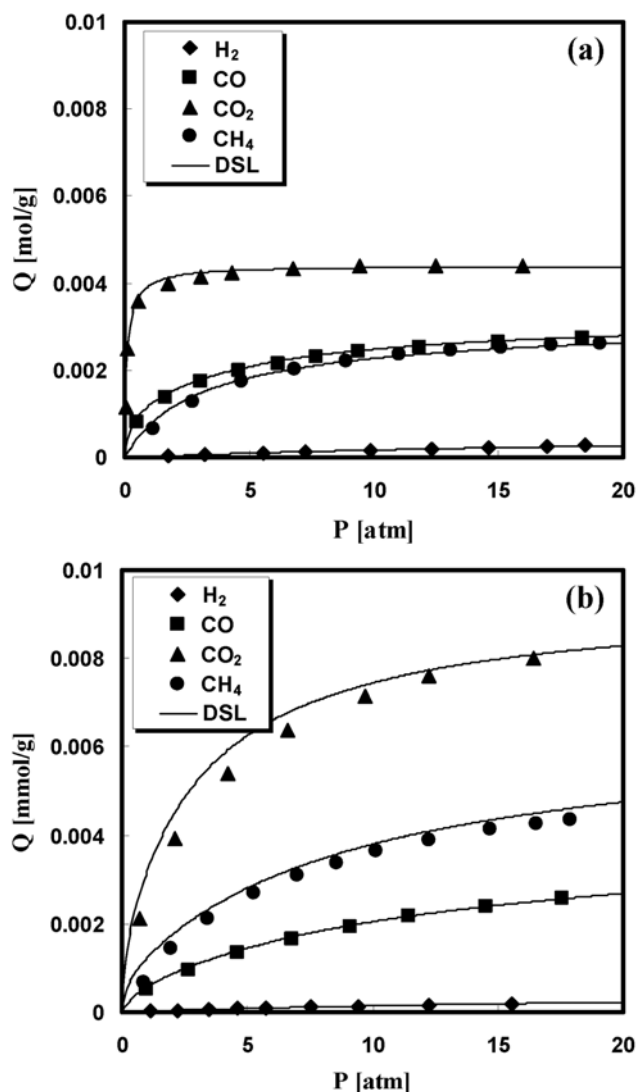 0.01
(a)
H₂
CO
CO₂
CH₄
DSL
0.008
0.006
0.004
0.002
0
Q [mol/g]
0 5 10 15 20
P [atm]
0.01
(b)
H₂
CO
CO₂
CH₄
DSL
0.008
0.006
0.004
0.002
0
Q [mmol/g]
0 5 10 15 20
P [atm]